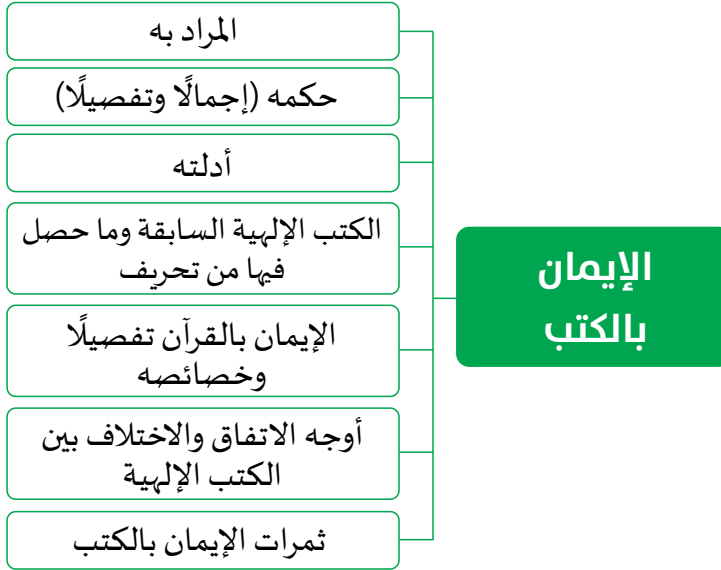 الإيمان
بالكتب
المراد به
حكمه (إجمالًا وتفصيلًا)
أدلته
الكتب الإلهية السابقة وما حصل
فيها من تحريف
الإيمان بالقرآن تفصيلًا
وخصائصه
أوجه الاتفاق والاختلاف بين
الكتب الإلهية
ثمرات الإيمان بالكتب